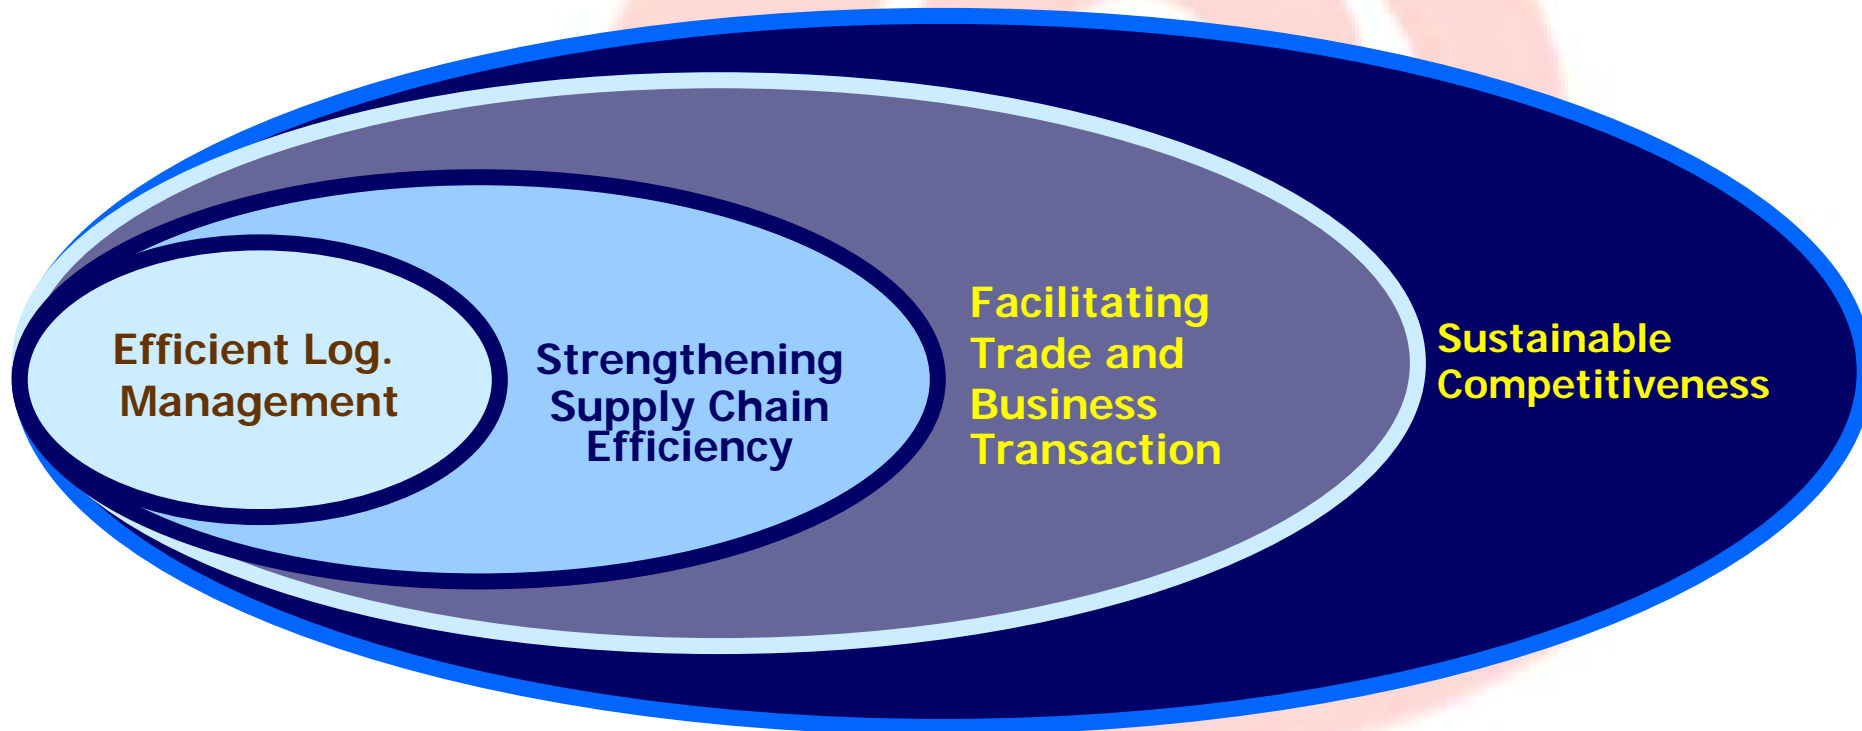 Efficient Log.
Management
Strengthening
Supply Chain
Efficiency
Facilitating
Trade and
Business
Transaction
Sustainable
Competitiveness